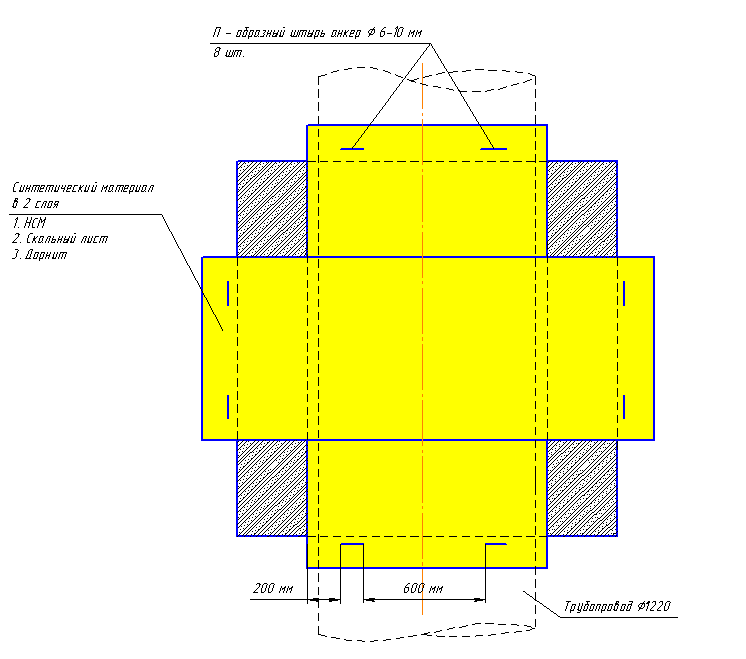 П - образный штырь анкер Ф 6-10 мм
8 шт.
Синтетический материал
в 2 слоя
1. НСМ
2. Скальный лист
3. Дорнит
200 мм
600 мм
Трубопровод Ф1220